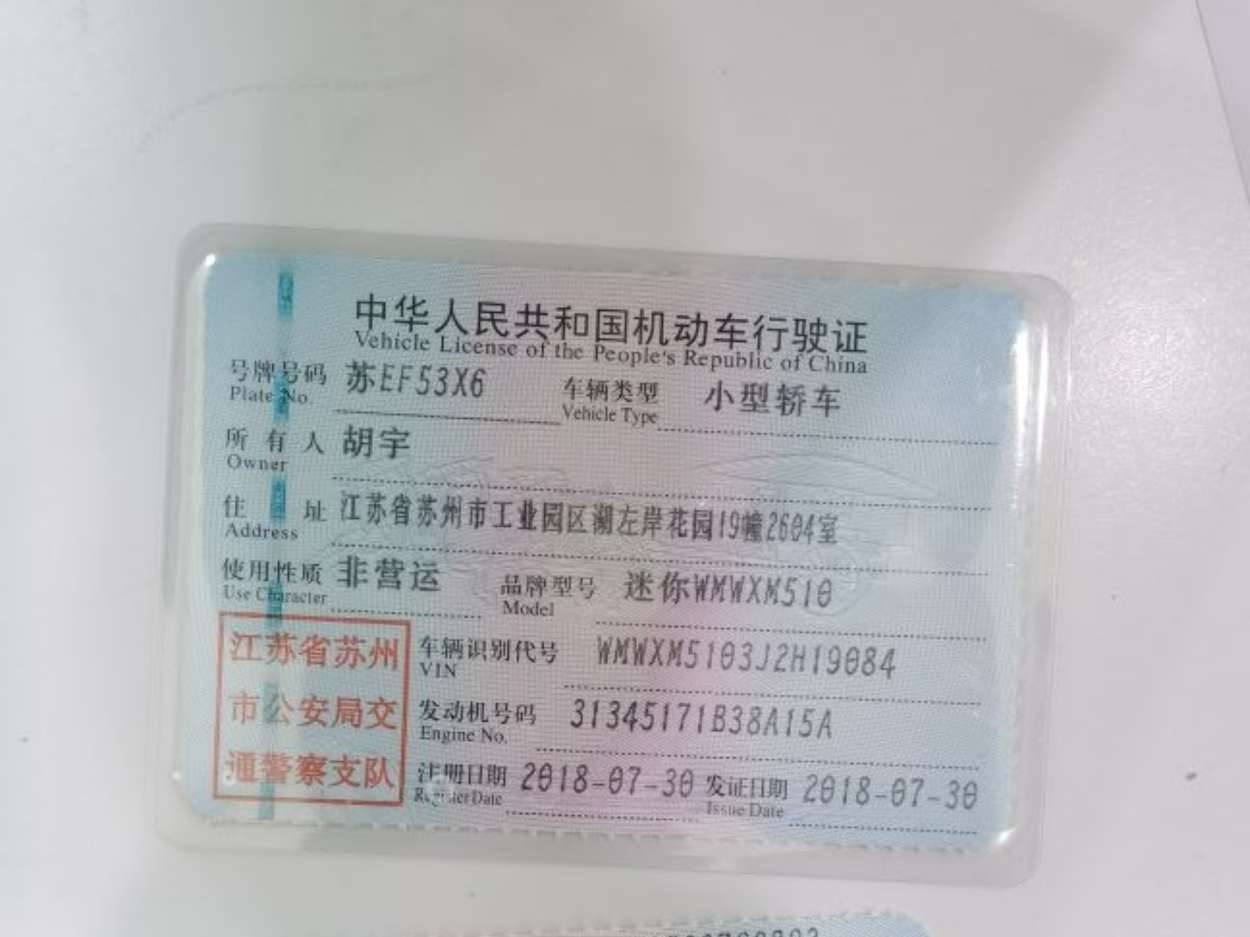 中华人民共和国机动车行驶证
Vehicle License of the People's Republic of China
号牌号码 苏EF53X6 车辆类型 小型轿车
Plate No. Vehicle Type
所有人 胡宇
Owner
住址 江苏省苏州市工业园区湖左岸花园19幢2604室
Address
使用性质 非营运 品牌型号 迷你WMWXM510
Use Character Model
江苏省苏州
市公安局交
通警察支队
车辆识别代号 WMWXM5103J2H19084
VIN
发动机号码 31345171B38A15A
Engine No.
注册日期 2018-07-30 发证日期 2018-07-30
Register Date Issue Date